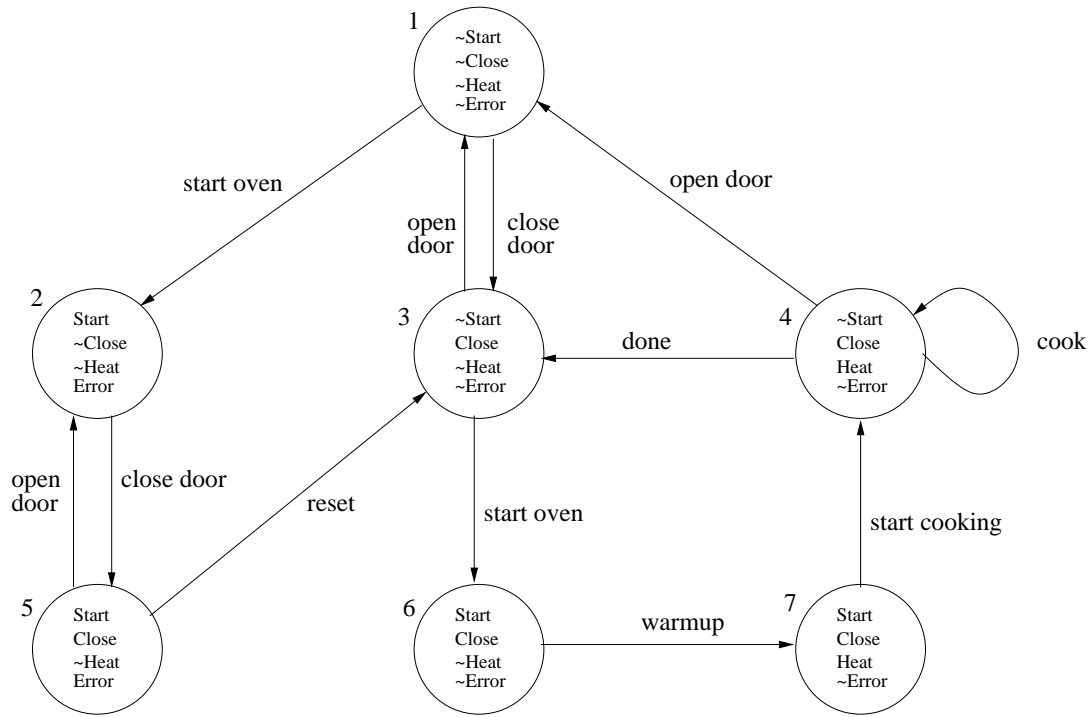 1
~Start
~Close
~Heat
~Error
start oven
open
door
close
door
open door
2
Start
~Close
~Heat
Error
3
~Start
Close
~Heat
~Error
done
4
~Start
Close
Heat
~Error
cook
open
door
close door
reset
start oven
start cooking
5
Start
Close
~Heat
Error
6
Start
Close
~Heat
~Error
warmup
7
Start
Close
Heat
~Error